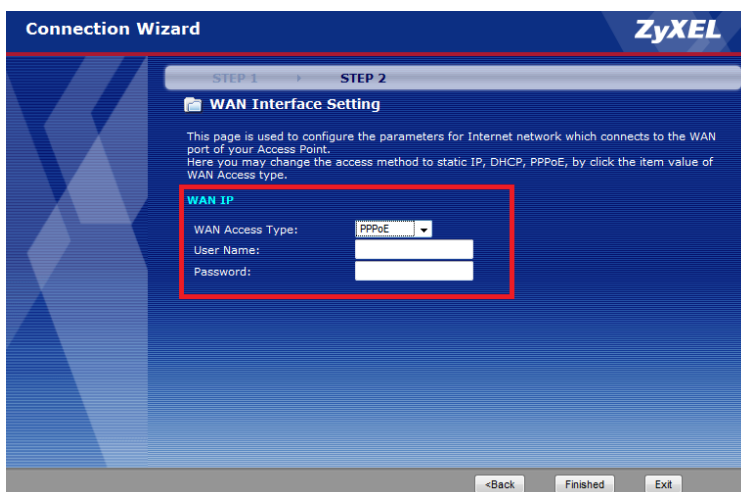 Connection Wizard
ZyXEL
STEP 1 STEP 2
WAN Interface Setting
This page is used to configure the parameters for Internet network which connects to the WAN
port of your Access Point.
Here you may change the access method to static IP, DHCP, PPPoE, by click the item value of
WAN Access type.
WAN IP
WAN Access Type: PPPoE
User Name:
Password:
<Back Finished Exit